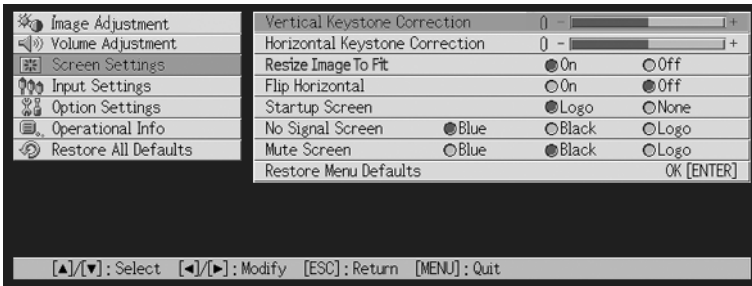 Image Adjustment
Volume Adjustment
Screen Settings
Input Settings
Option Settings
Operational Info
Restore All Defaults
Vertical Keystone Correction 0 - +
Horizontal Keystone Correction 0 - +
Resize Image To Fit On Off
Flip Horizontal On Off
Startup Screen Logo None
No Signal Screen Blue Black Logo
Mute Screen Blue Black Logo
Restore Menu Defaults OK [ENTER]
[▲]/[▼] : Select [◄]/[►] : Modify [ESC] : Return [MENU] : Quit